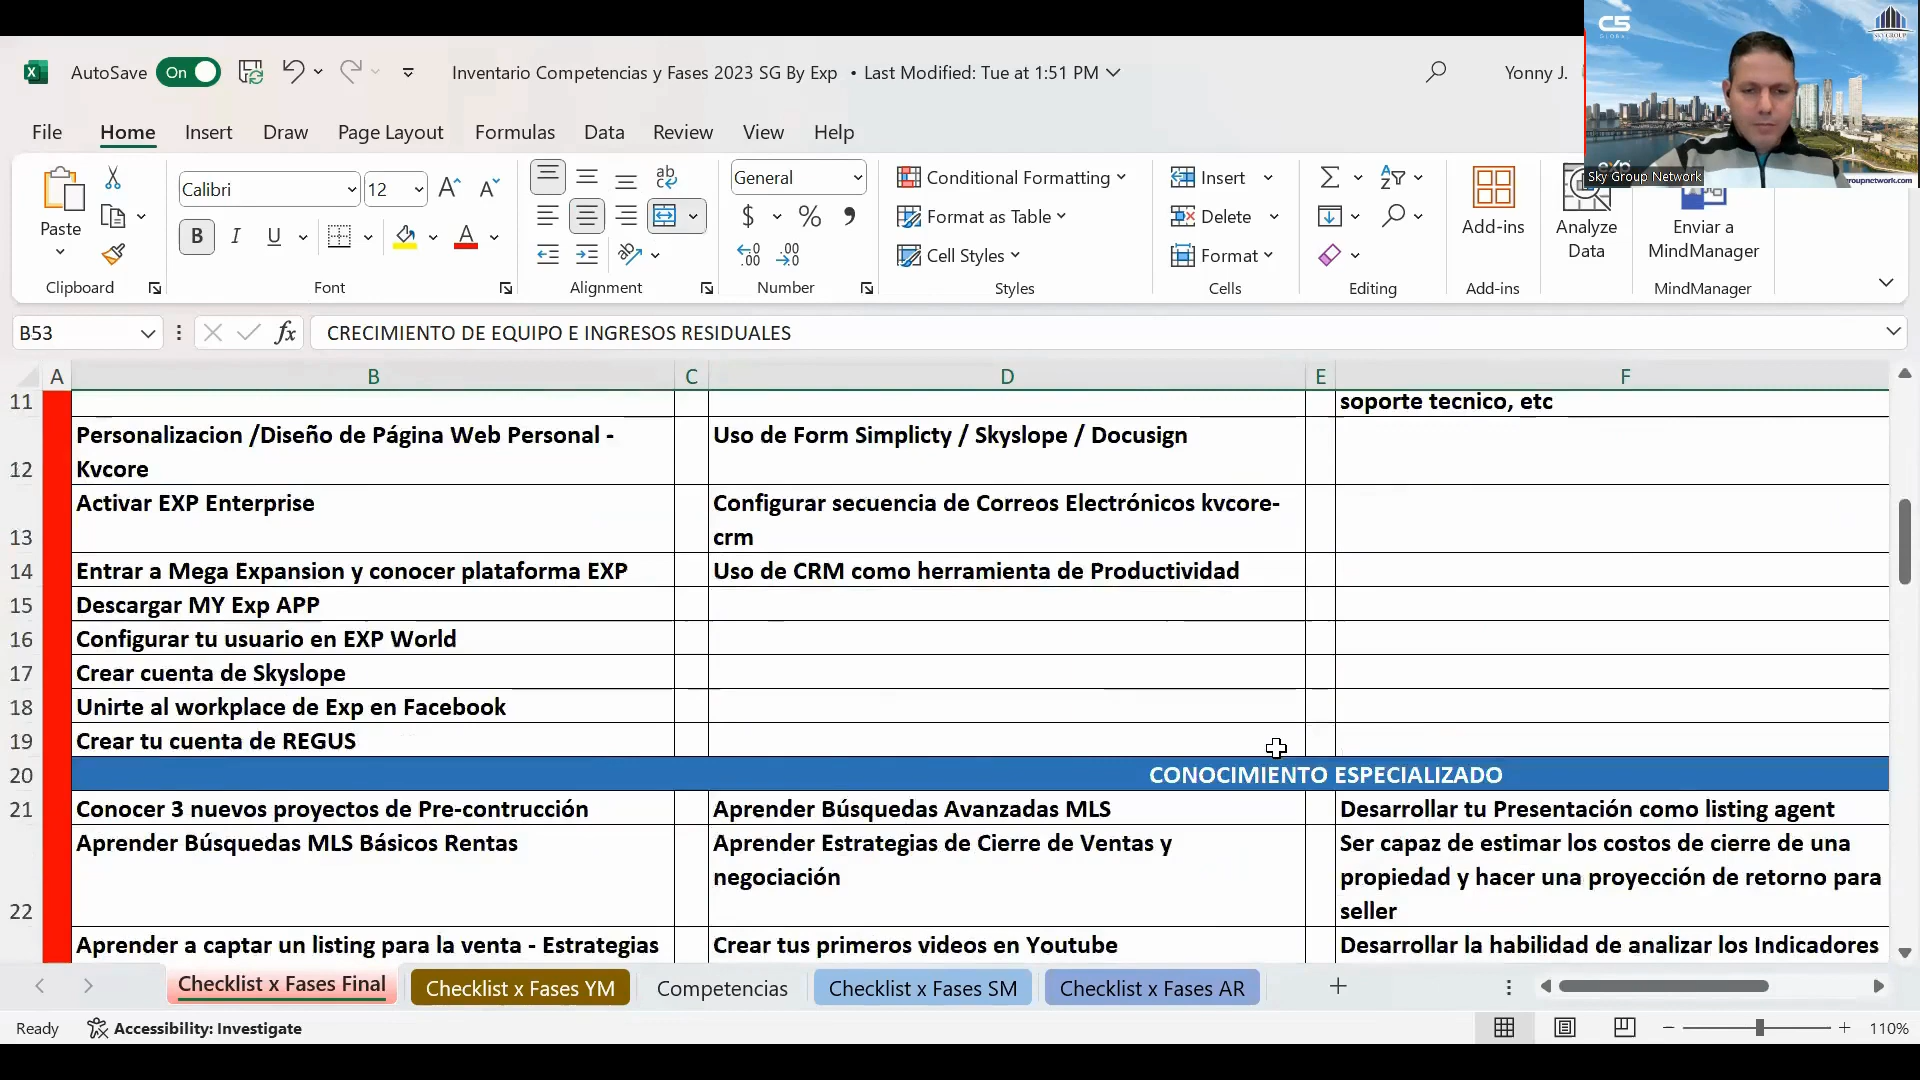 C5
GLOBAL
SKY GROUP
AutoSave On
Inventario Competencias y Fases 2023 SG By Exp • Last Modified: Tue at 1:51 PM
Yonny J.
exp
Sky Group Network
groupnetwork.com
File Home Insert Draw Page Layout Formulas Data Review View Help
Paste
Clipboard
Calibri 12
B I U
Font
ab
Alignment
General
$ % 9
Number
Conditional Formatting
Format as Table
Cell Styles
Styles
Insert
Delete
Format
Cells
Editing
Add-ins
Add-ins
Analyze
Data
Enviar a
MindManager
MindManager
B53 fx CRECIMIENTO DE EQUIPO E INGRESOS RESIDUALES
A B C D E F
11 soporte tecnico, etc
12 Personalizacion /Diseño de Página Web Personal -
Kvcore
Uso de Form Simplicty / Skyslope / Docusign
13 Activar EXP Enterprise
Configurar secuencia de Correos Electrónicos kvcore-
crm
14 Entrar a Mega Expansion y conocer plataforma EXP
Uso de CRM como herramienta de Productividad
15 Descargar MY Exp APP
16 Configurar tu usuario en EXP World
17 Crear cuenta de Skyslope
18 Unirte al workplace de Exp en Facebook
19 Crear tu cuenta de REGUS
20 CONOCIMIENTO ESPECIALIZADO
21 Conocer 3 nuevos proyectos de Pre-contrucción
Aprender Búsquedas Avanzadas MLS
Desarrollar tu Presentación como listing agent
22 Aprender Búsquedas MLS Básicos Rentas
Aprender Estrategias de Cierre de Ventas y
negociación
Ser capaz de estimar los costos de cierre de una
propiedad y hacer una proyección de retorno para
seller
Aprender a captar un listing para la venta - Estrategias
Crear tus primeros videos en Youtube
Desarrollar la habilidad de analizar los Indicadores
Checklist x Fases Final
Checklist x Fases YM
Competencias
Checklist x Fases SM
Checklist x Fases AR
Ready
Accessibility: Investigate
110%